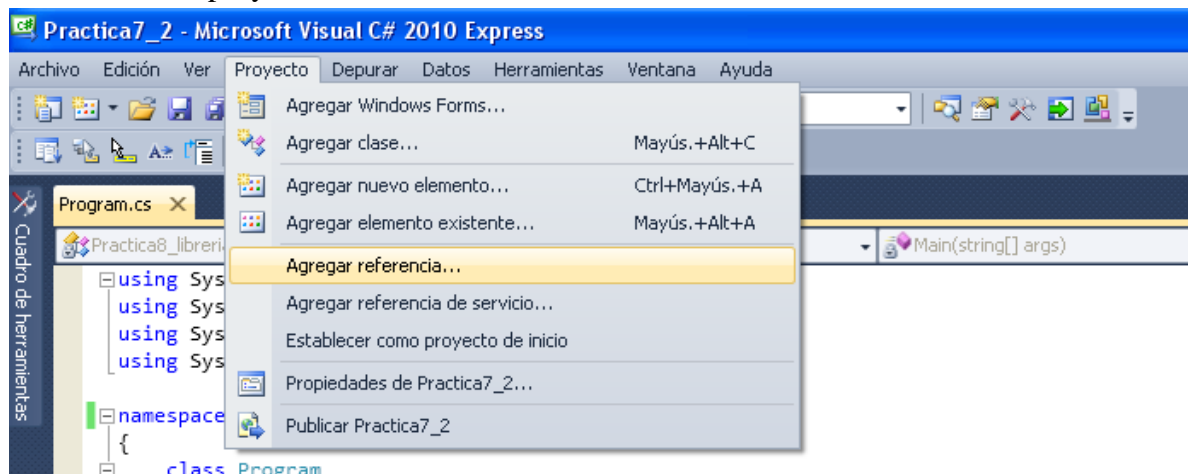 Practica7_2 - Microsoft Visual C# 2010 Express
Archivo Edición Ver Proyecto Depurar Datos Herramientas Ventana Ayuda
Agregar Windows Forms...
Agregar clase... Mayús.+Alt+C
Agregar nuevo elemento... Ctrl+Mayús.+A
Agregar elemento existente... Mayús.+Alt+A
Agregar referencia...
Agregar referencia de servicio...
Establecer como proyecto de inicio
Propiedades de Practica7_2...
Publicar Practica7_2
Cuadro de herramientas
Program.cs
Practica8_libreri
Main(string[] args)
using Sys
using Sys
using Sys
using Sys
namespace
{
class Program